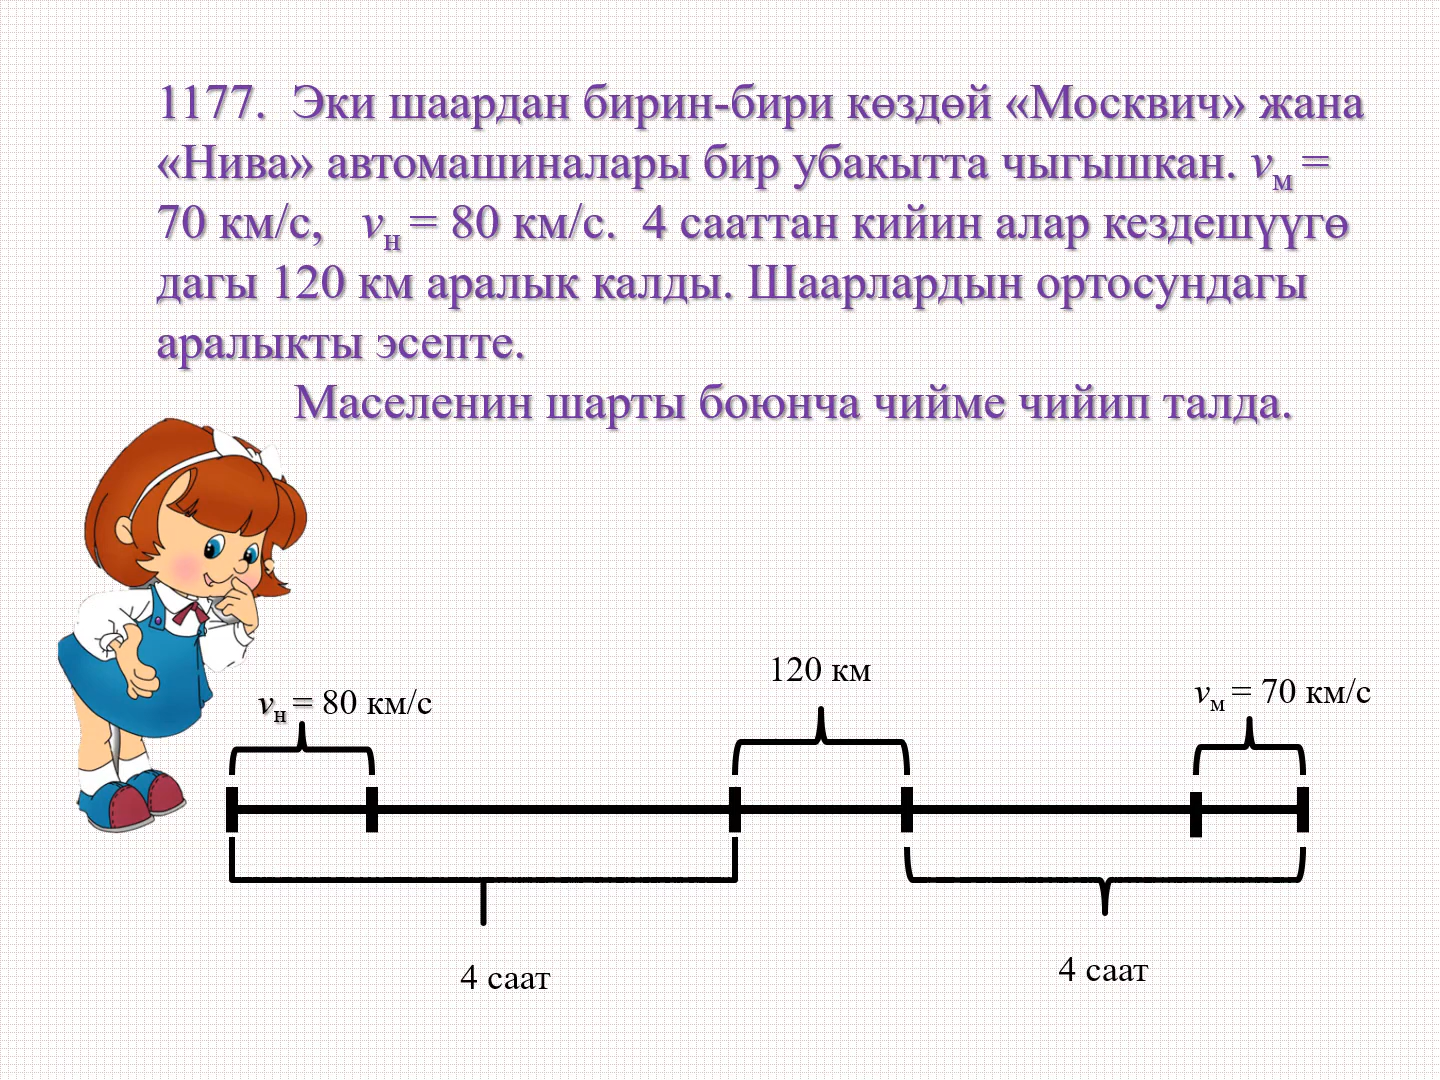 1177. Эки шаардан бирин-бири көздөй «Москвич» жана
«Нива» автомашиналары бир убакытта чыгышкан. vм =
70 км/с, vн = 80 км/с. 4 сааттан кийин алар кездешүүгө
дагы 120 км аралык калды. Шаарлардын ортосундагы
аралыкты эсепте.
Маселенин шарты боюнча чийме чийип талда.
120 км
vн = 80 км/с
vм = 70 км/с
4 саат
4 саат